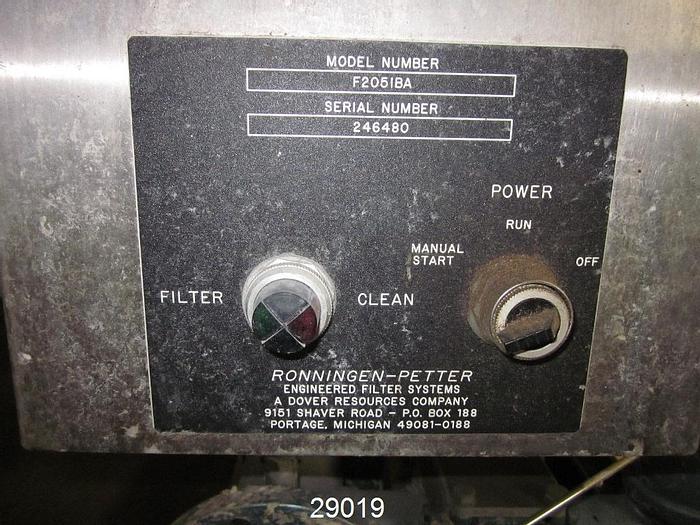 MODEL NUMBER
F2051BA
SERIAL NUMBER
246480
POWER
RUN
MANUAL START
OFF
FILTER
CLEAN
RONNINGEN-PETTER
ENGINEERED FILTER SYSTEMS
A DOVER RESOURCES COMPANY
9151 SHAVER ROAD - P.O. BOX 188
PORTAGE, MICHIGAN 49081-0188
29019